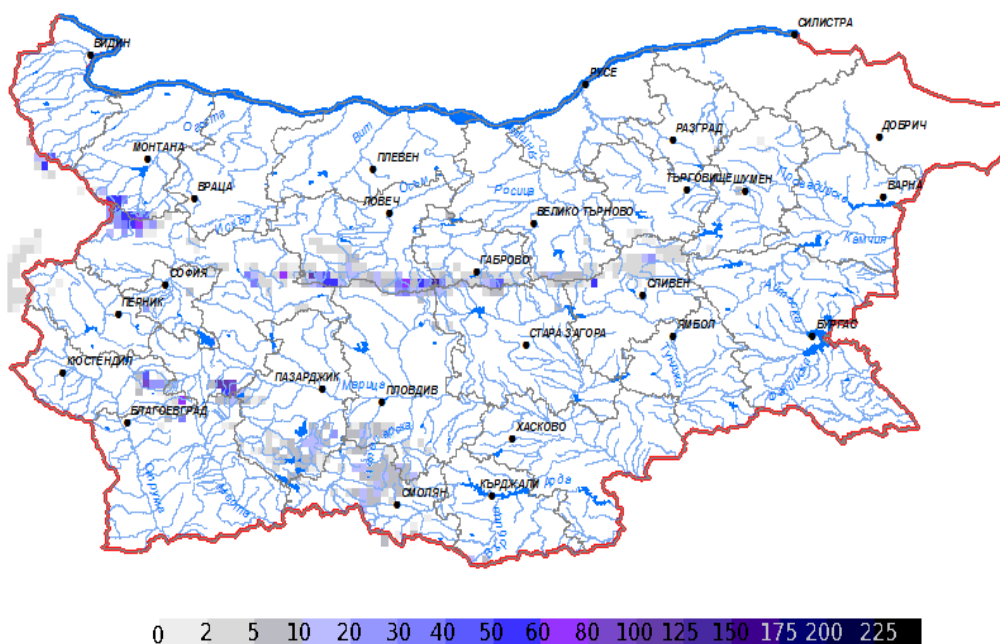 СИЛИСТРА
ВИДИН
РУСЕ
Огоста
Вит
ДОБРИЧ
РАЗГРАД
МОНТАНА
ПЛЕВЕН
ТЪРГОВИЩЕ
ШУМЕН
Осъм
Росица
ВРАЦА
ВАРНА
ЛОВЕЧ
ВЕЛИКО ТЪРНОВО
Искър
Камчия
ГАБРОВО
СОФИЯ
СЛИВЕН
ПЕРНИК
ЯМБОЛ
БУРГАС
СТАРА ЗАГОРА
КЮСТЕНДИЛ
ПАЗАРДЖИК
Марица
ПЛОВДИВ
БЛАГОЕВГРАД
ХАСКОВО
Струма
Места
СМОЛЯН
КЪРДЖАЛИ
Арда
0 2 5 10 20 30 40 50 60 80 100 125 150 175 200 225